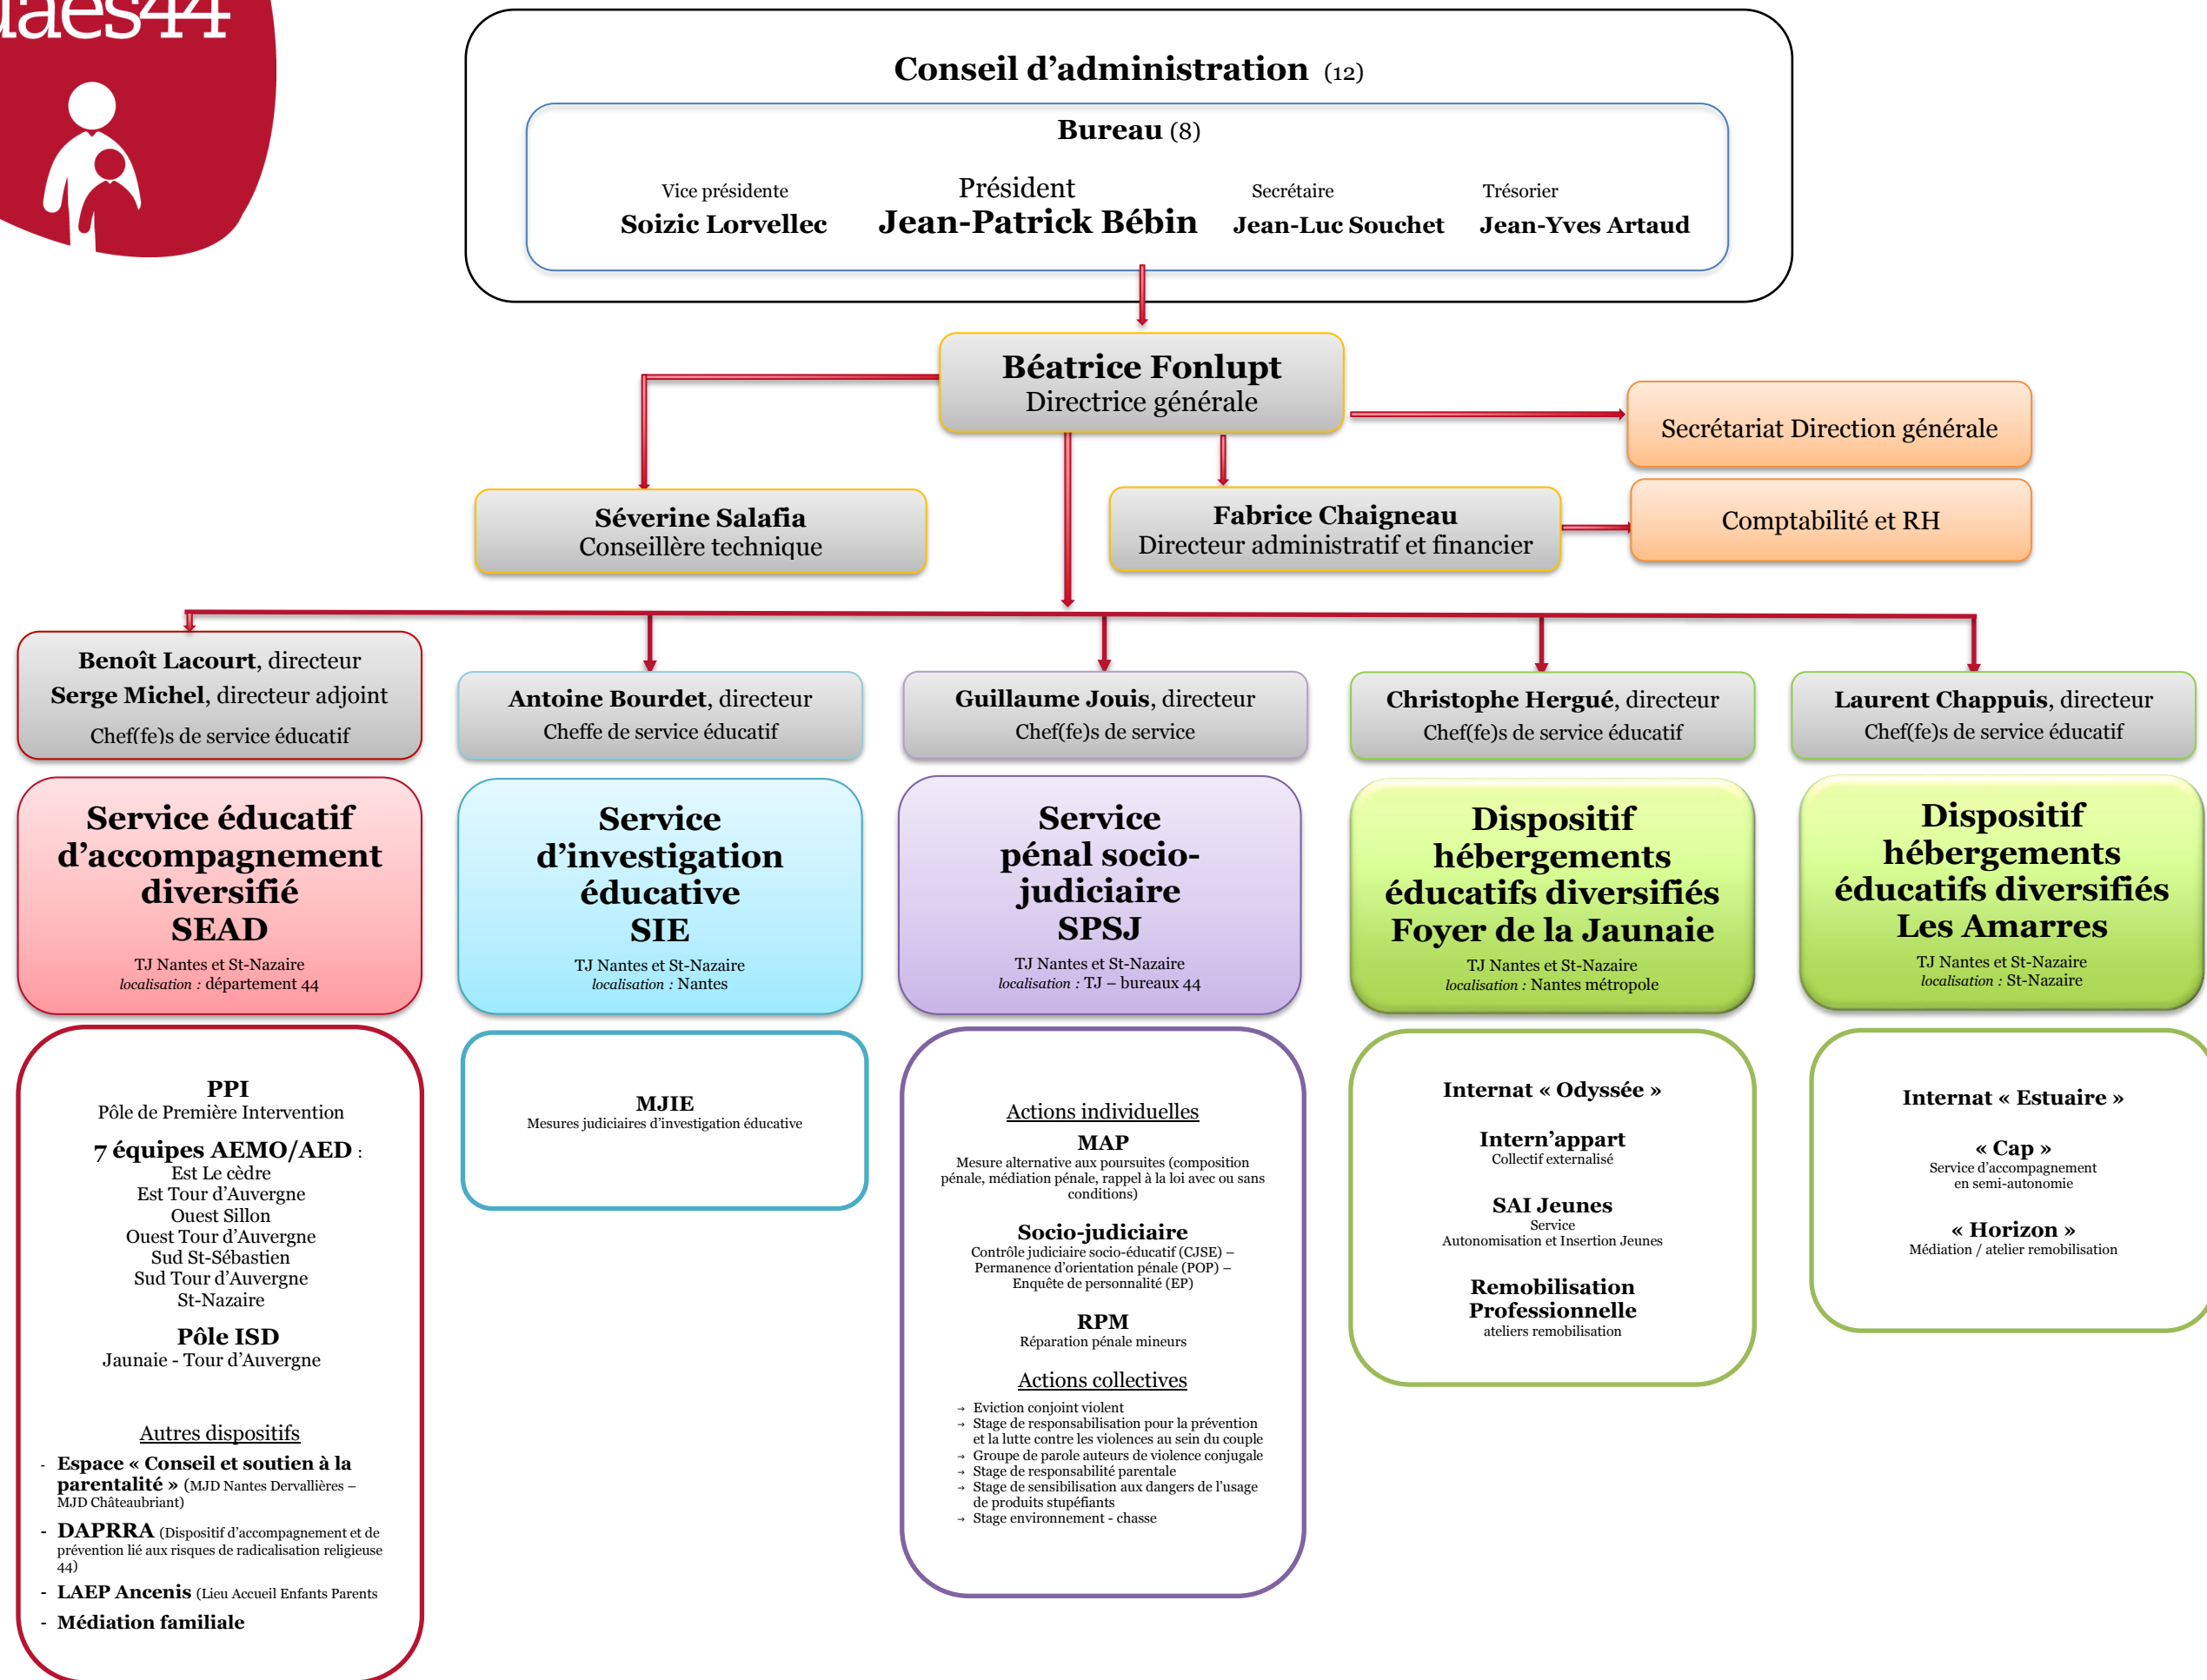 Conseil d’administration (12)
Bureau (8)
Vice présidente
Soizic Lorvellec
Président
Jean-Patrick Bébin
Secrétaire
Jean-Luc Souchet
Trésorier
Jean-Yves Artaud
Béatrice Fonlupt
Directrice générale
Secrétariat Direction générale
Séverine Salafia
Conseillère technique
Fabrice Chaigneau
Directeur administratif et financier
Comptabilité et RH
Benoît Lacourt, directeur
Serge Michel, directeur adjoint
Chef(fe)s de service éducatif
Service éducatif
d’accompagnement
diversifié
SEAD
TJ Nantes et St-Nazaire
localisation : département 44
PPI
Pôle de Première Intervention
7 équipes AEMO/AED :
Est Le cèdre
Est Tour d’Auvergne
Ouest Sillon
Ouest Tour d’Auvergne
Sud St-Sébastien
Sud Tour d’Auvergne
St-Nazaire
Pôle ISD
Jaunaie - Tour d’Auvergne
Autres dispositifs
- Espace « Conseil et soutien à la
parentalité » (MJD Nantes Dervallières –
MJD Châteaubriant)
- DAPRRA (Dispositif d’accompagnement et de
prévention lié aux risques de radicalisation religieuse
44)
- LAEP Ancenis (Lieu Accueil Enfants Parents
- Médiation familiale
Antoine Bourdet, directeur
Cheffe de service éducatif
Service
d’investigation
éducative
SIE
TJ Nantes et St-Nazaire
localisation : Nantes
MJIE
Mesures judiciaires d’investigation éducative
Guillaume Jouis, directeur
Chef(fe)s de service
Service
pénal socio-
judiciaire
SPSJ
TJ Nantes et St-Nazaire
localisation : TJ – bureaux 44
Actions individuelles
MAP
Mesure alternative aux poursuites (composition
pénale, médiation pénale, rappel à la loi avec ou sans
conditions)
Socio-judiciaire
Contrôle judiciaire socio-éducatif (CJSE) –
Permanence d’orientation pénale (POP) –
Enquête de personnalité (EP)
RPM
Réparation pénale mineurs
Actions collectives
→ Eviction conjoint violent
→ Stage de responsabilisation pour la prévention
et la lutte contre les violences au sein du couple
→ Groupe de parole auteurs de violence conjugale
→ Stage de responsabilité parentale
→ Stage de sensibilisation aux dangers de l’usage
de produits stupéfiants
→ Stage environnement - chasse
Christophe Hergué, directeur
Chef(fe)s de service éducatif
Dispositif
hébergements
éducatifs diversifiés
Foyer de la Jaunaie
TJ Nantes et St-Nazaire
localisation : Nantes métropole
Internat « Odyssée »
Intern’appart
Collectif externalisé
SAI Jeunes
Service
Autonomisation et Insertion Jeunes
Remobilisation
Professionnelle
ateliers remobilisation
Laurent Chappuis, directeur
Chef(fe)s de service éducatif
Dispositif
hébergements
éducatifs diversifiés
Les Amarres
TJ Nantes et St-Nazaire
localisation : St-Nazaire
Internat « Estuaire »
« Cap »
Service d’accompagnement
en semi-autonomie
« Horizon »
Médiation / atelier remobilisation